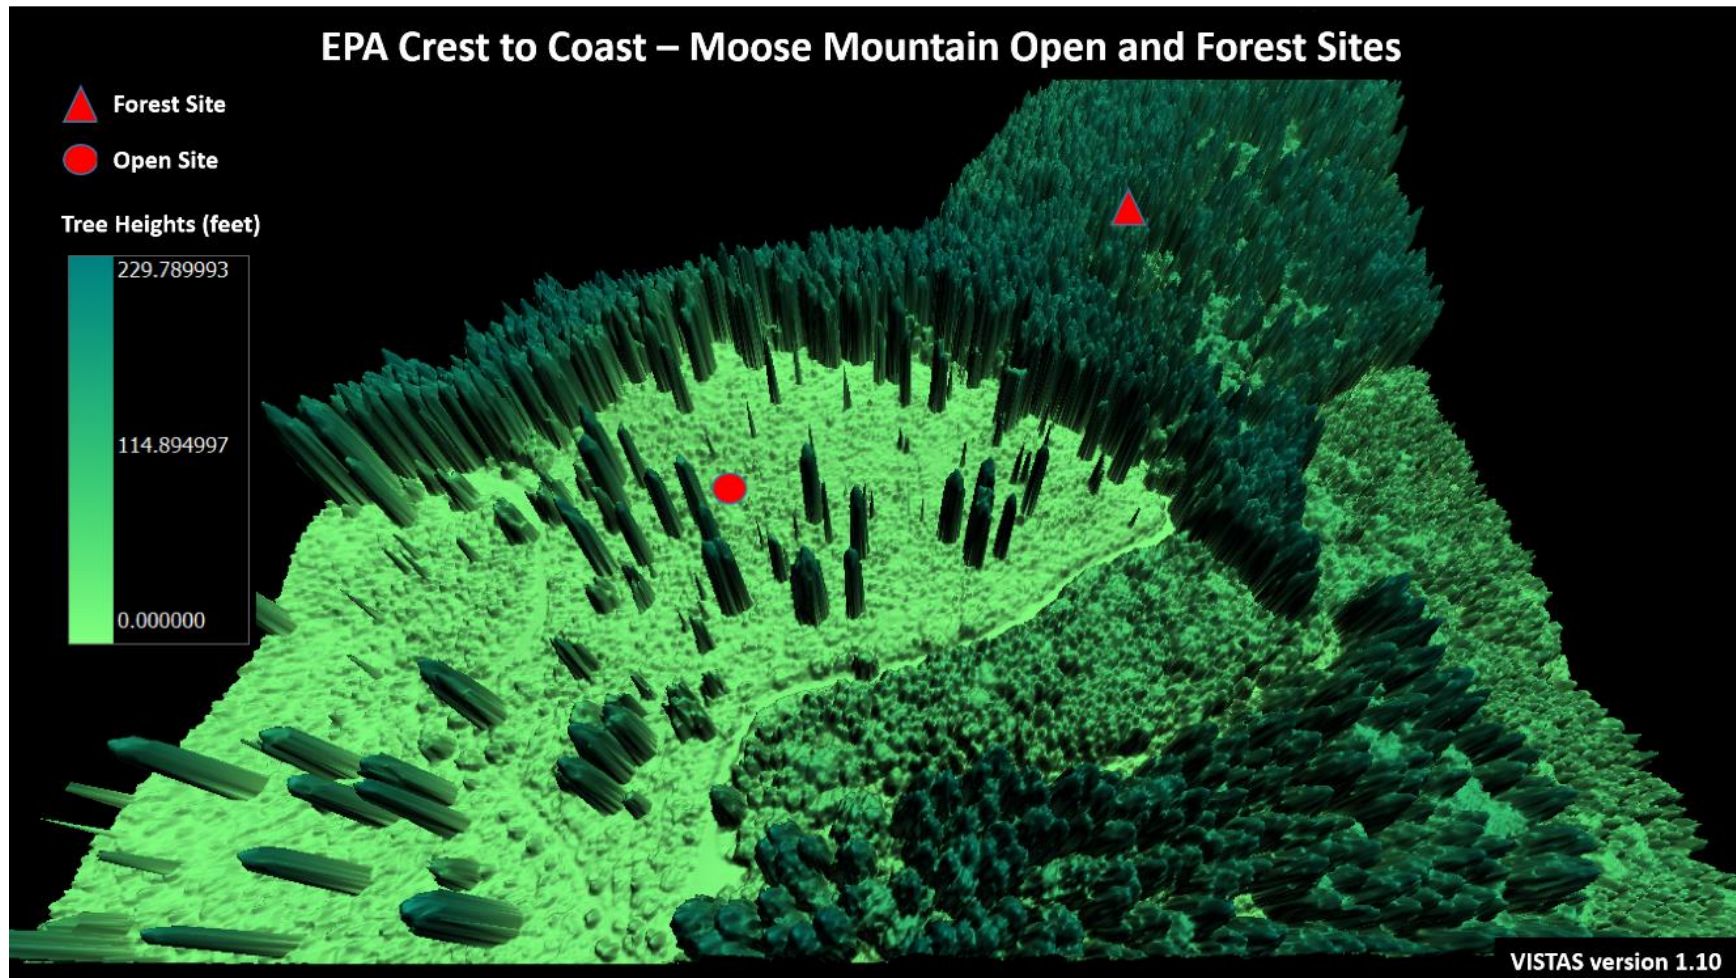 EPA Crest to Coast – Moose Mountain Open and Forest Sites
Forest Site
Open Site
Tree Heights (feet)
229.789993
114.894997
0.000000
VISTAS version 1.10